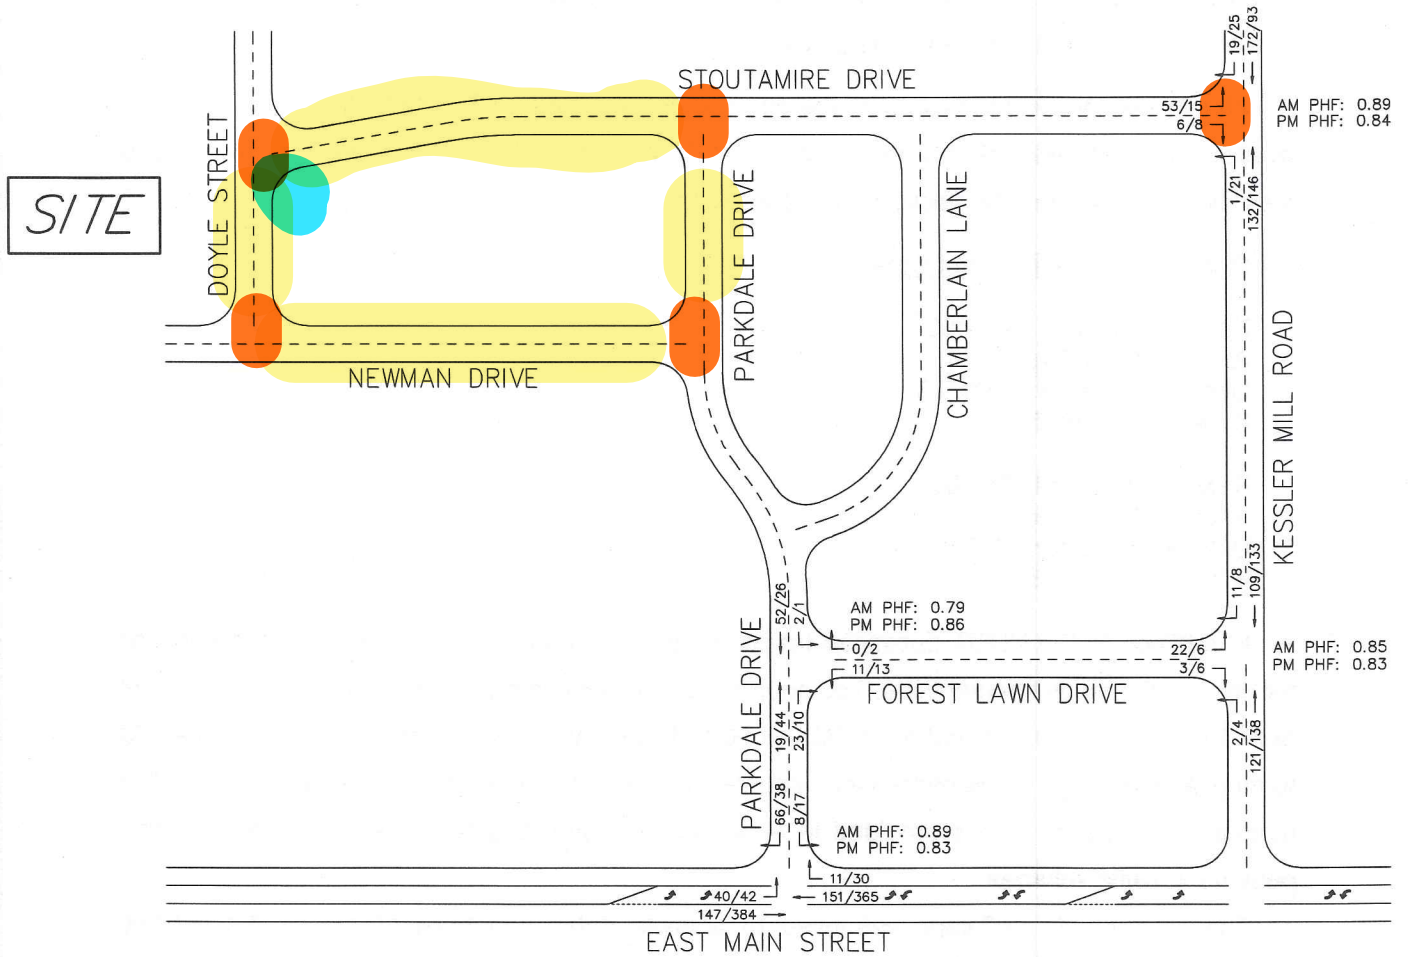 19/25
172/93
STOUTAMIRE DRIVE
53/15
6/8
AM PHF: 0.89
PM PHF: 0.84
1/21
132/146
SITE
DOYLE STREET
PARKDALE DRIVE
CHAMBERLAIN LANE
KESSLER MILL ROAD
NEWMAN DRIVE
11/8
109/133
52/26
2/1
AM PHF: 0.79
PM PHF: 0.86
0/2
11/13
22/6
3/6
AM PHF: 0.85
PM PHF: 0.83
FOREST LAWN DRIVE
PARKDALE DRIVE
19/44
23/10
2/4
121/138
66/38
8/17
AM PHF: 0.89
PM PHF: 0.83
11/30
40/42
151/365
147/384
EAST MAIN STREET